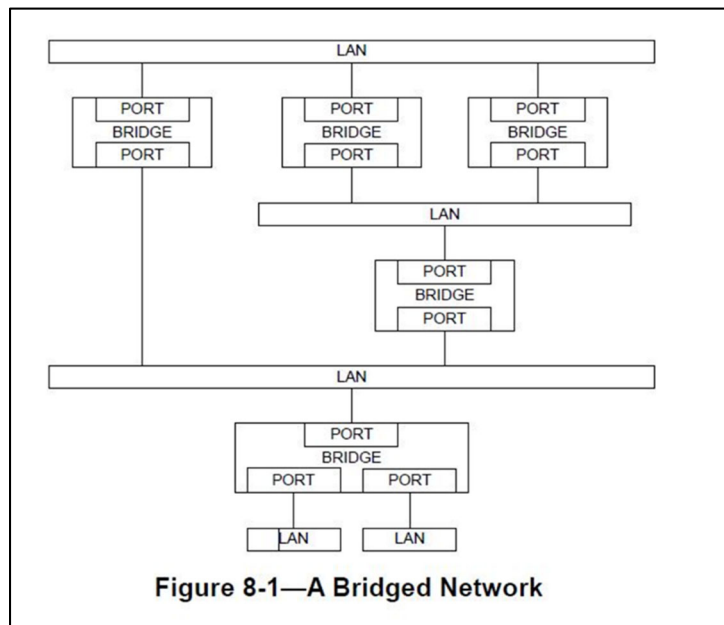 LAN
PORT PORT PORT
BRIDGE BRIDGE BRIDGE
PORT PORT PORT
LAN
PORT
BRIDGE
PORT
LAN
PORT
BRIDGE
PORT PORT
LAN LAN
Figure 8-1—A Bridged Network